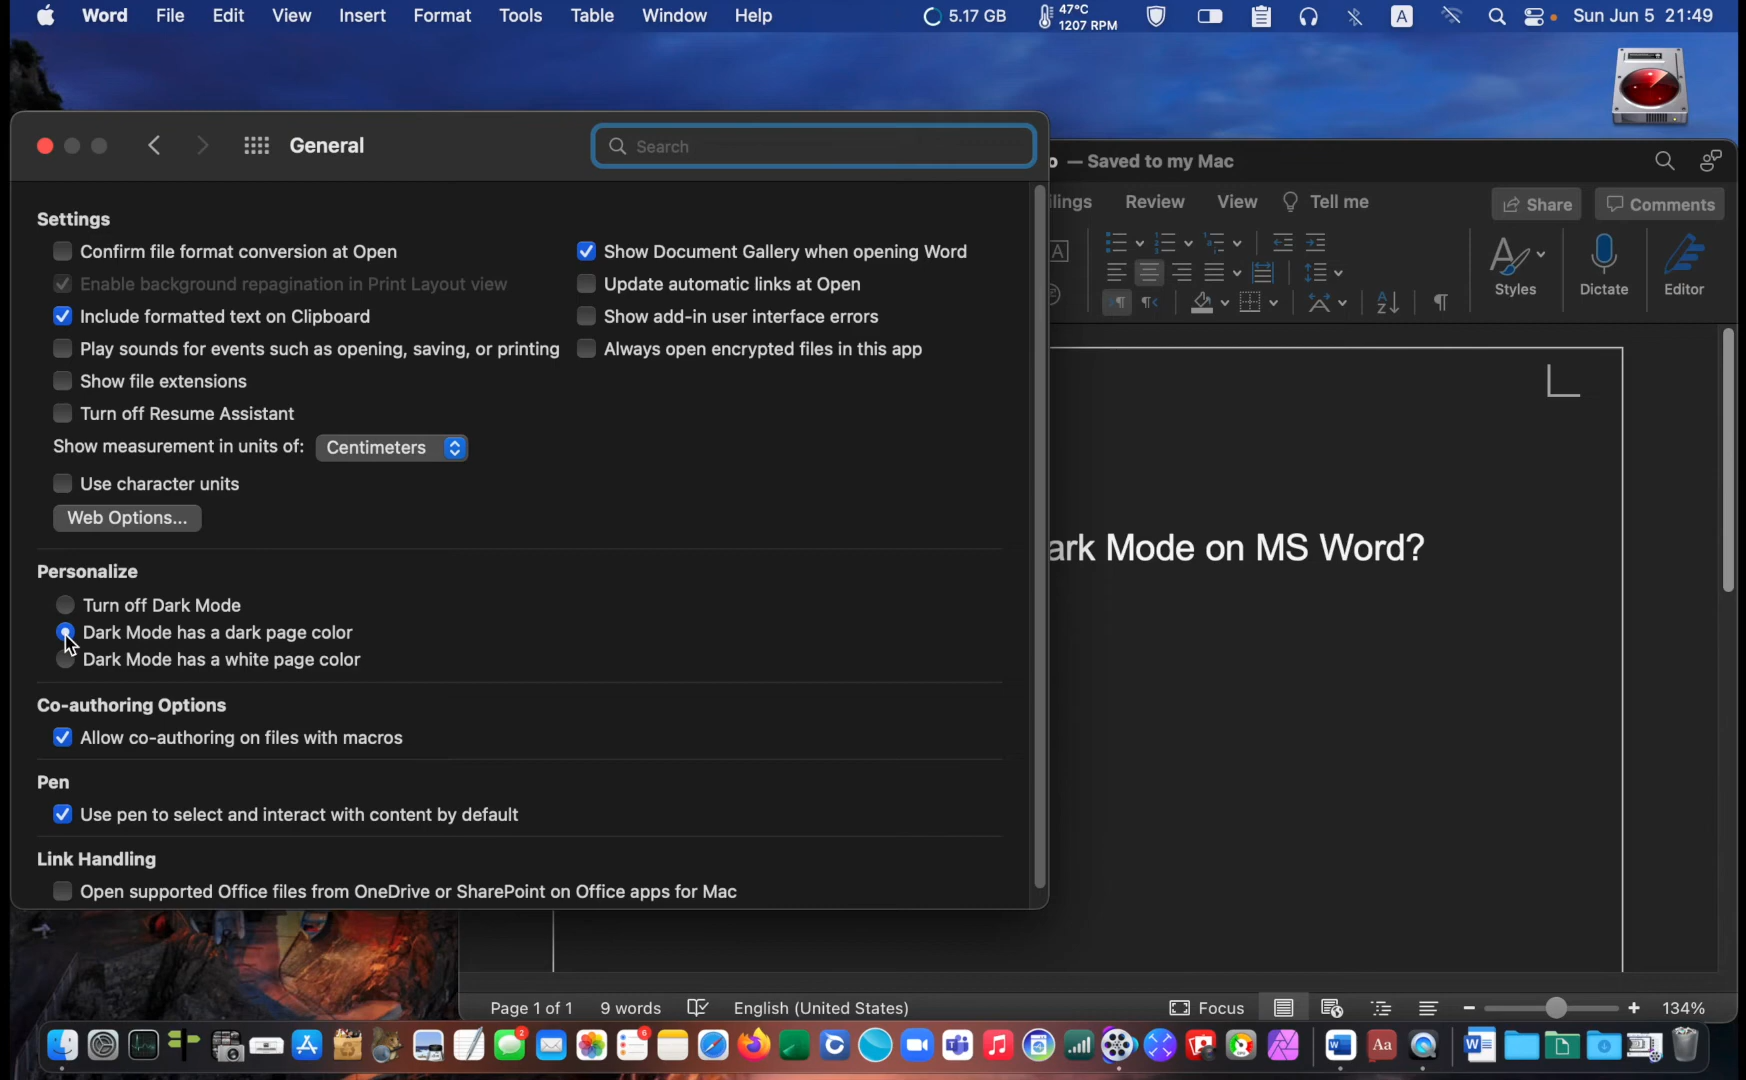 Word File Edit View Insert Format Tools Table Window Help 5.17 GB 47°C 1207 RPM A Sun Jun 5 21:49
General Search
— Saved to my Mac
Review View Tell me Share Comments
Styles Dictate Editor
Settings
Confirm file format conversion at Open
Show Document Gallery when opening Word
Enable background repagination in Print Layout view
Update automatic links at Open
Include formatted text on Clipboard
Show add-in user interface errors
Play sounds for events such as opening, saving, or printing
Always open encrypted files in this app
Show file extensions
Turn off Resume Assistant
Show measurement in units of: Centimeters
Use character units
Web Options...
ark Mode on MS Word?
Personalize
Turn off Dark Mode
Dark Mode has a dark page color
Dark Mode has a white page color
Co-authoring Options
Allow co-authoring on files with macros
Pen
Use pen to select and interact with content by default
Link Handling
Open supported Office files from OneDrive or SharePoint on Office apps for Mac
Page 1 of 1 9 words English (United States) Focus 134%